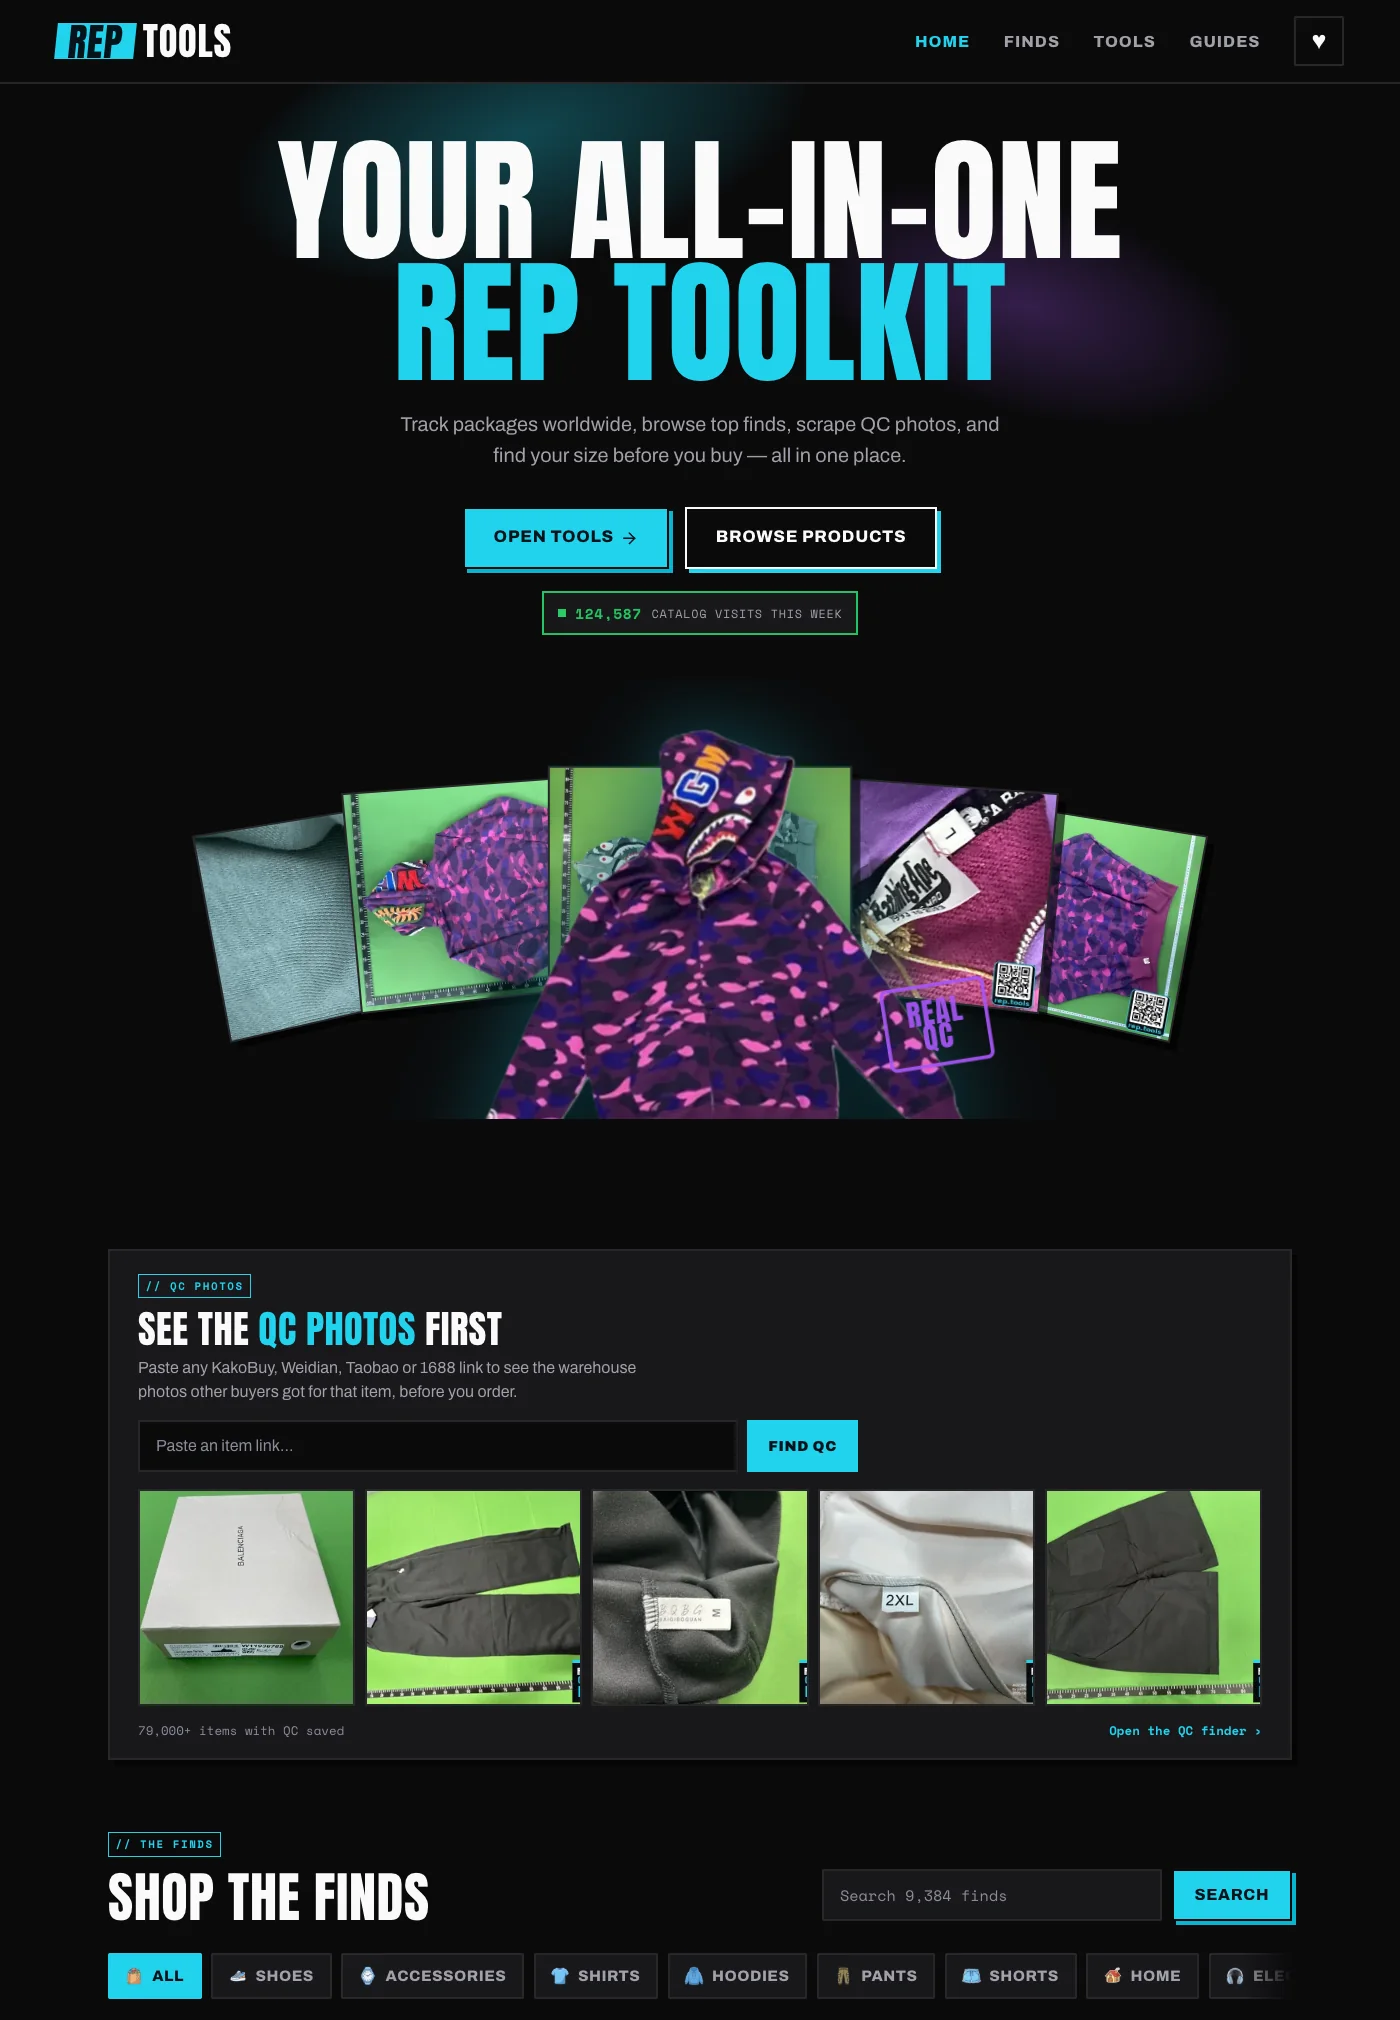 REP TOOLS
HOME
FINDS
TOOLS
GUIDES
YOUR ALL-IN-ONE
REP TOOLKIT
Track packages worldwide, browse top finds, scrape QC photos, and
find your size before you buy — all in one place.
OPEN TOOLS →
BROWSE PRODUCTS
124,587 CATALOG VISITS THIS WEEK
WGM
L
REAL
QC
rep.tools
rep.tools
// QC PHOTOS
SEE THE QC PHOTOS FIRST
Paste any KakoBuy, Weidian, Taobao or 1688 link to see the warehouse
photos other buyers got for that item, before you order.
Paste an item link...
FIND QC
BALENCIAGA
M
2XL
79,000+ items with QC saved
Open the QC finder ›
// THE FINDS
SHOP THE FINDS
Search 9,384 finds
SEARCH
ALL
SHOES
ACCESSORIES
SHIRTS
HOODIES
PANTS
SHORTS
HOME